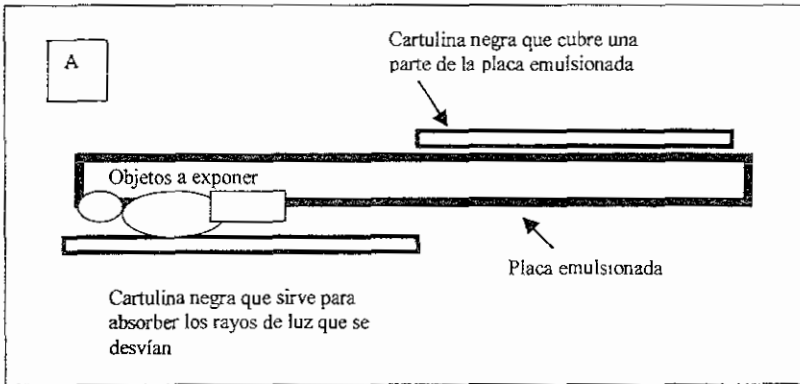 A
Cartulina negra que cubre una
parte de la placa emulsionada
Objetos a exponer
Placa emulsionada
Cartulina negra que sirve para
absorber los rayos de luz que se
desvían